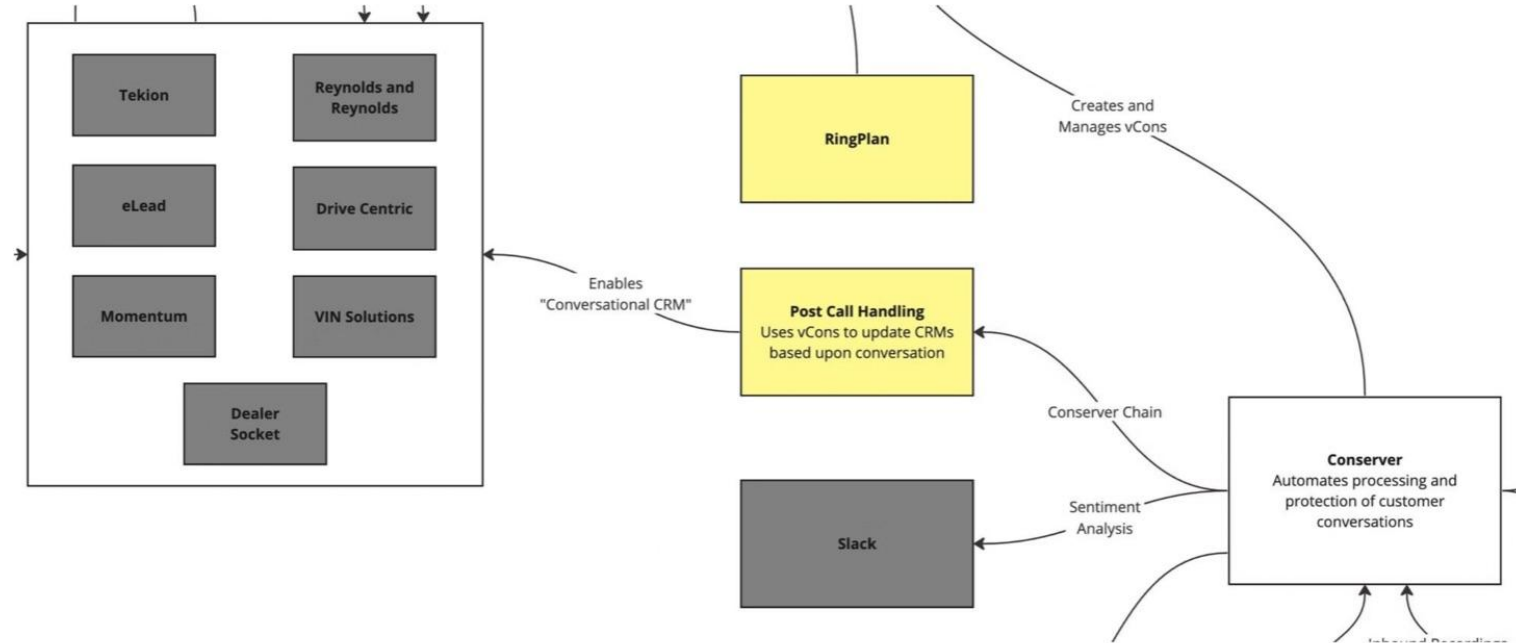 Tekion
Reynolds and
Reynolds
eLead
Drive Centric
Momentum
VIN Solutions
Dealer
Socket
Enables
"Conversational CRM"
RingPlan
Creates and
Manages vCons
Post Call Handling
Uses vCons to update CRMs
based upon conversation
Conserver Chain
Slack
Sentiment
Analysis
Conserver
Automates processing and
protection of customer
conversations
Inbound Recordings